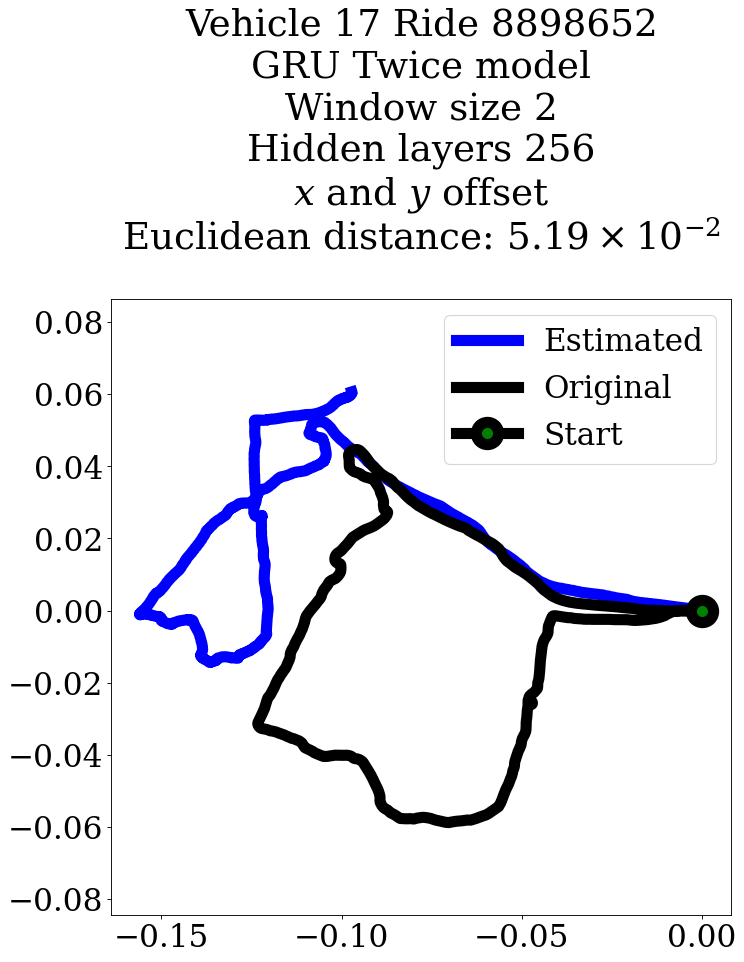 Vehicle 17 Ride 8898652
GRU Twice model
Window size 2
Hidden layers 256
x and y offset
Euclidean distance: 5.19 × 10⁻²
Estimated
Original
Start
0.08
0.06
0.04
0.02
0.00
−0.02
−0.04
−0.06
−0.08
−0.15 −0.10 −0.05 0.00